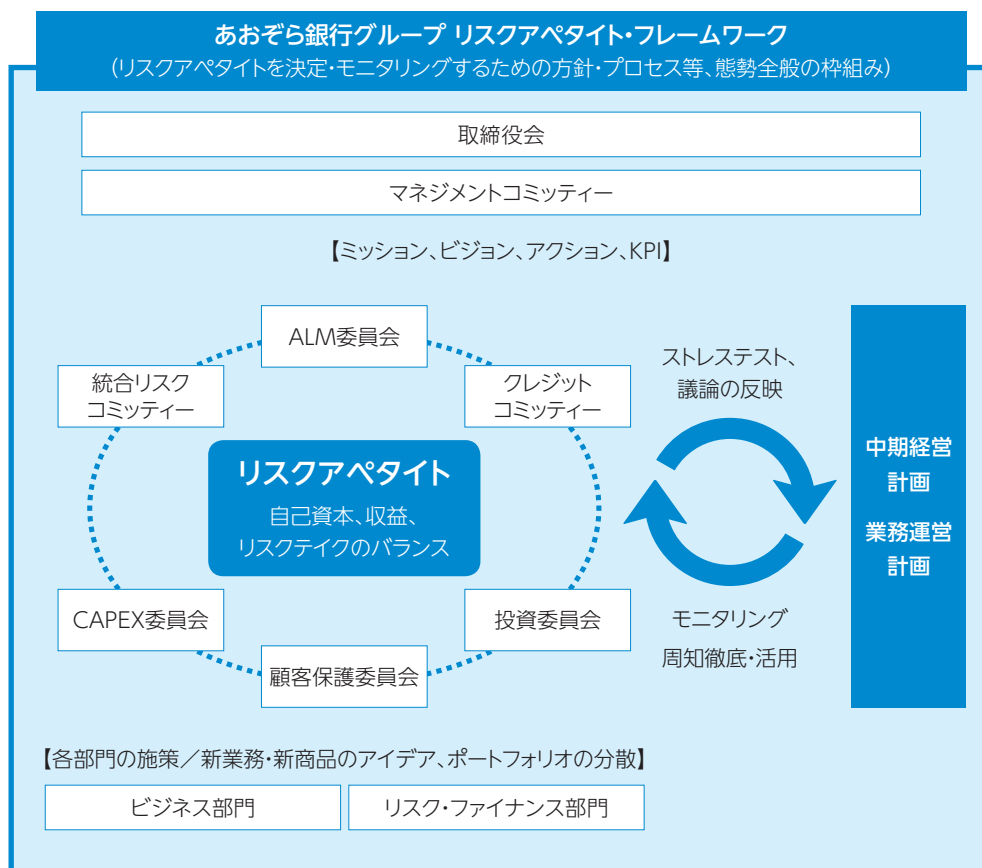 あおぞら銀行グループ リスクアペタイト・フレームワーク
(リスクアペタイトを決定・モニタリングするための方針・プロセス等、態勢全般の枠組み)
取締役会
マネジメントコミッティー
【ミッション、ビジョン、アクション、KPI】
ALM委員会
統合リスク
コミッティー
クレジット
コミッティー
リスクアペタイト
自己資本、収益、
リスクテイクのバランス
CAPEX委員会
投資委員会
顧客保護委員会
ストレステスト、
議論の反映
モニタリング
周知徹底・活用
中期経営
計画
業務運営
計画
【各部門の施策／新業務・新商品のアイデア、ポートフォリオの分散】
ビジネス部門
リスク・ファイナンス部門